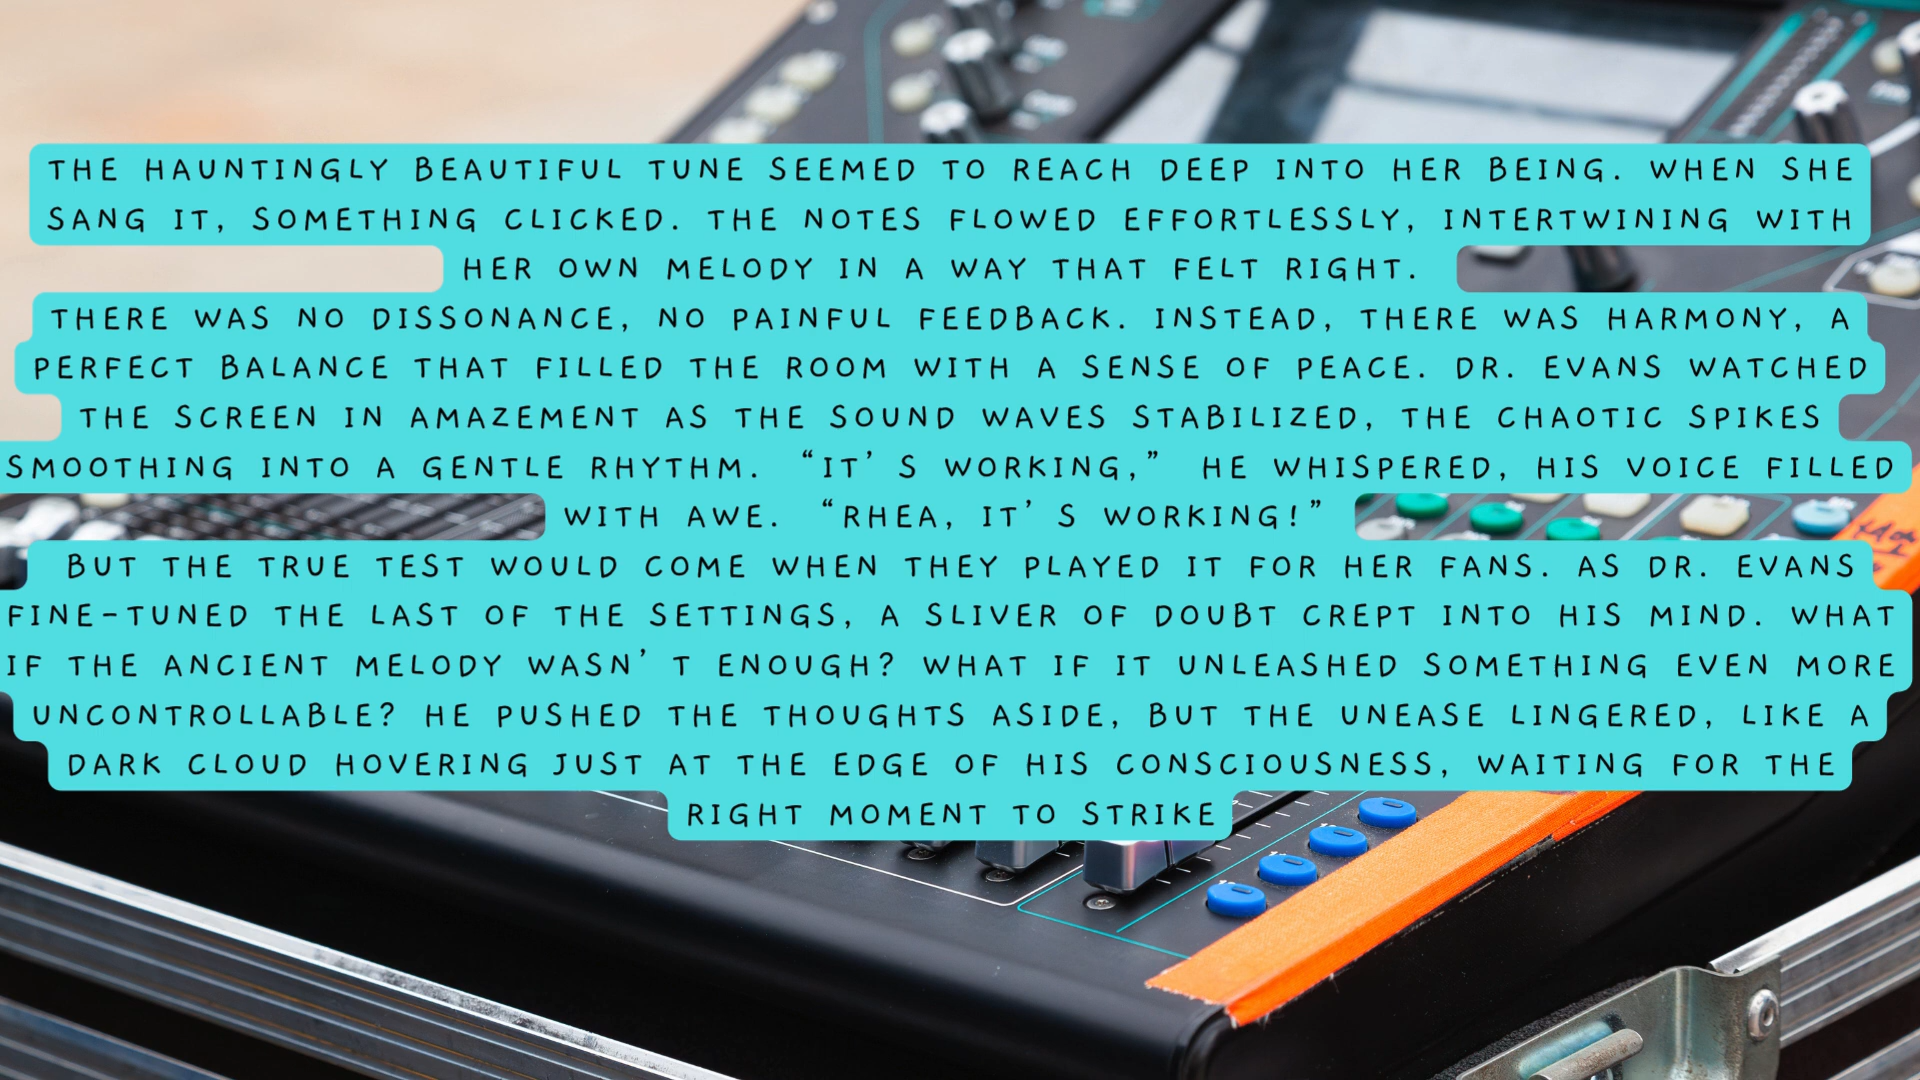 THE HAUNTINGLY BEAUTIFUL TUNE SEEMED TO REACH DEEP INTO HER BEING. WHEN SHE
SANG IT, SOMETHING CLICKED. THE NOTES FLOWED EFFORTLESSLY, INTERTWINING WITH
HER OWN MELODY IN A WAY THAT FELT RIGHT.
THERE WAS NO DISSONANCE, NO PAINFUL FEEDBACK. INSTEAD, THERE WAS HARMONY, A
PERFECT BALANCE THAT FILLED THE ROOM WITH A SENSE OF PEACE. DR. EVANS WATCHED
THE SCREEN IN AMAZEMENT AS THE SOUND WAVES STABILIZED, THE CHAOTIC SPIKES
SMOOTHING INTO A GENTLE RHYTHM. “IT’S WORKING,” HE WHISPERED, HIS VOICE FILLED
WITH AWE. “RHEA, IT’S WORKING!”
BUT THE TRUE TEST WOULD COME WHEN THEY PLAYED IT FOR HER FANS. AS DR. EVANS
FINE-TUNED THE LAST OF THE SETTINGS, A SLIVER OF DOUBT CREPT INTO HIS MIND. WHAT
IF THE ANCIENT MELODY WASN’T ENOUGH? WHAT IF IT UNLEASHED SOMETHING EVEN MORE
UNCONTROLLABLE? HE PUSHED THE THOUGHTS ASIDE, BUT THE UNEASE LINGERED, LIKE A
DARK CLOUD HOVERING JUST AT THE EDGE OF HIS CONSCIOUSNESS, WAITING FOR THE
RIGHT MOMENT TO STRIKE